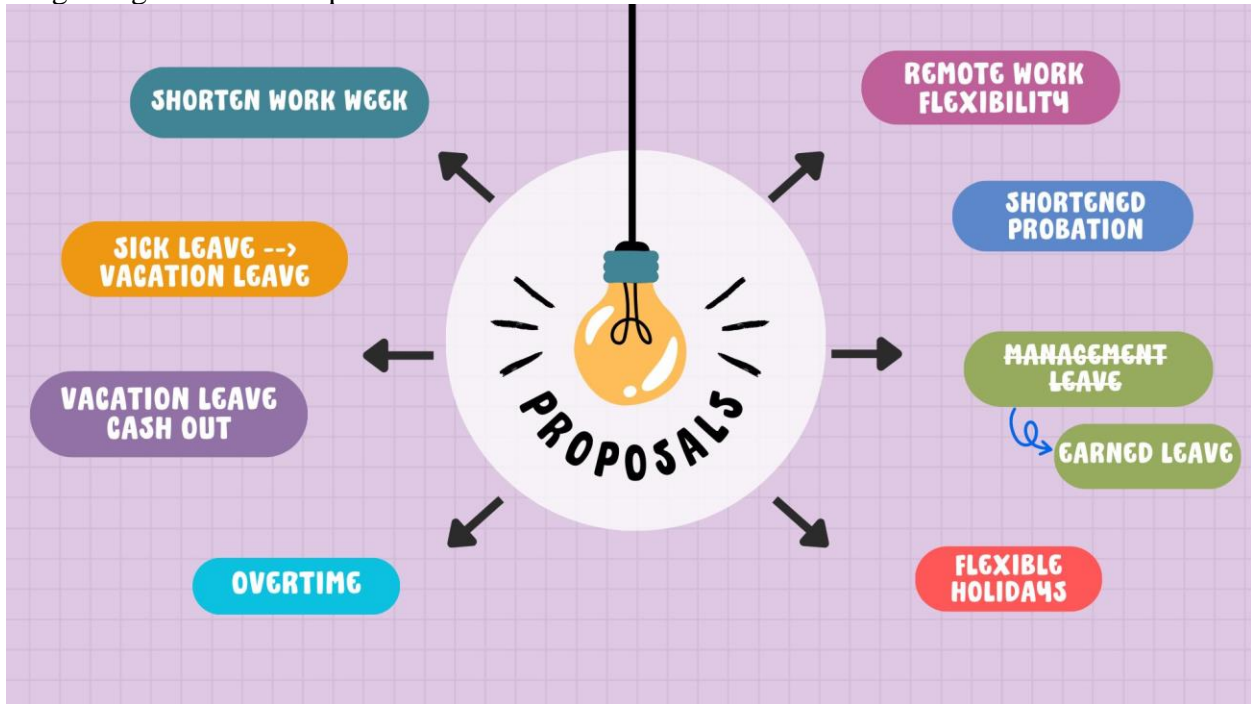 SHORTEN WORK WEEK
SICK LEAVE -->
VACATION LEAVE
VACATION LEAVE
CASH OUT
OVERTIME
PROPOSALS
REMOTE WORK
FLEXIBILITY
SHORTENED
PROBATION
MANAGEMENT
LEAVE
EARNED LEAVE
FLEXIBLE
HOLIDAYS